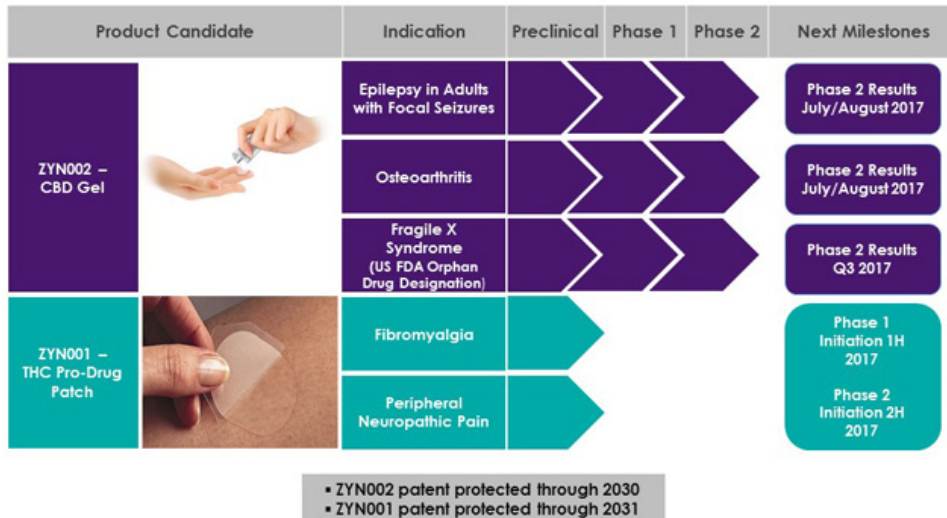 Product Candidate
Indication
Preclinical
Phase 1
Phase 2
Next Milestones
ZYN002 –
CBD Gel
Epilepsy in Adults
with Focal Seizures
Phase 2 Results
July/August 2017
Osteoarthritis
Phase 2 Results
July/August 2017
Fragile X
Syndrome
(US FDA Orphan
Drug Designation)
Phase 2 Results
Q3 2017
ZYN001 –
THC Pro-Drug
Patch
Fibromyalgia
Phase 1
Initiation 1H
2017
Peripheral
Neuropathic Pain
Phase 2
Initiation 2H
2017
▪ ZYN002 patent protected through 2030
▪ ZYN001 patent protected through 2031